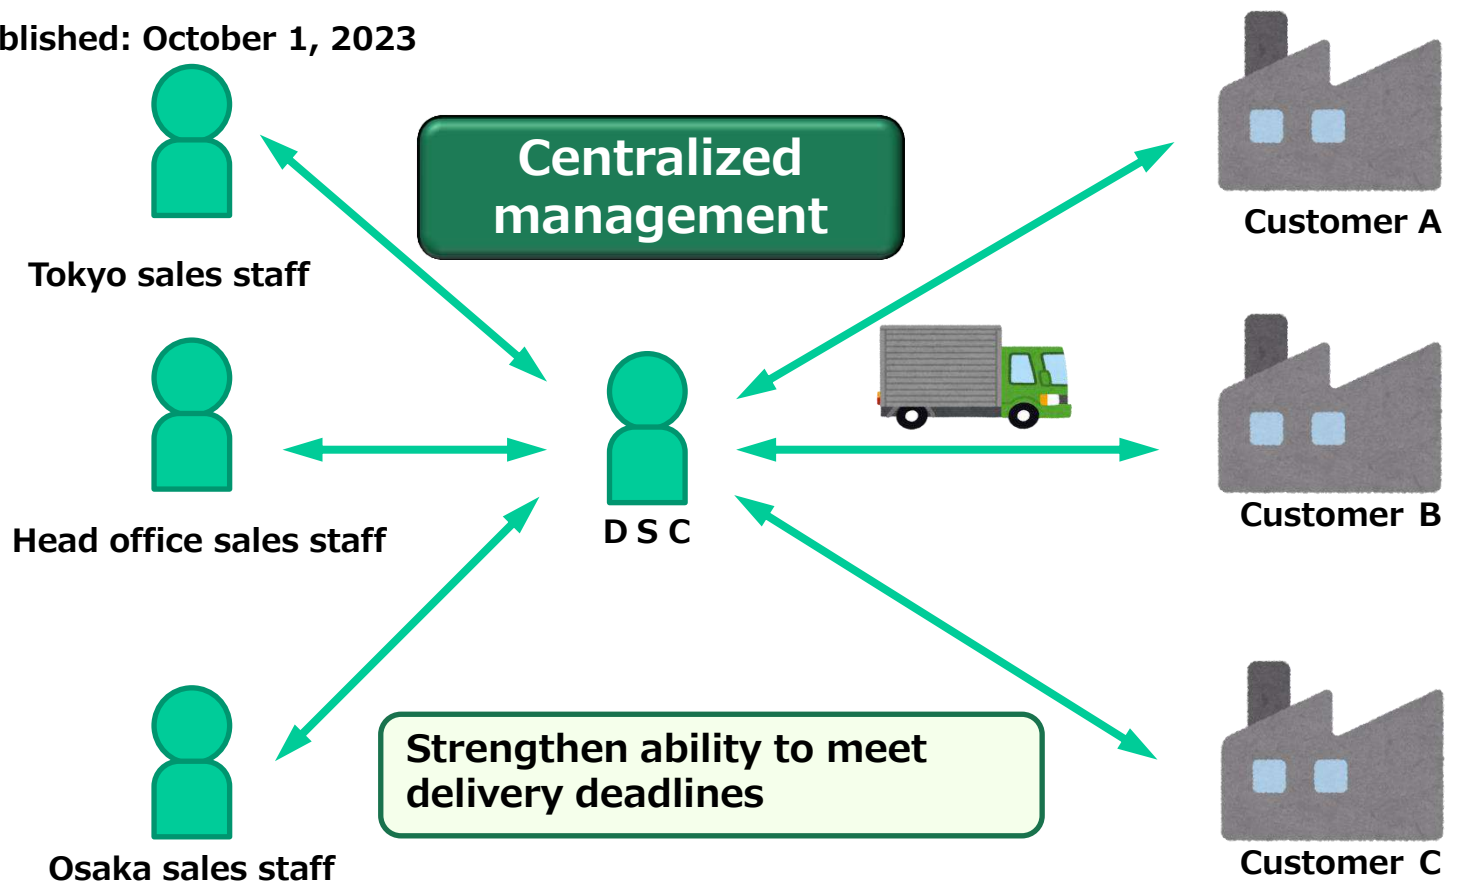 blished: October 1, 2023
Centralized
management
Customer A
Tokyo sales staff
Customer B
Head office sales staff
D S C
Strengthen ability to meet
delivery deadlines
Osaka sales staff
Customer C